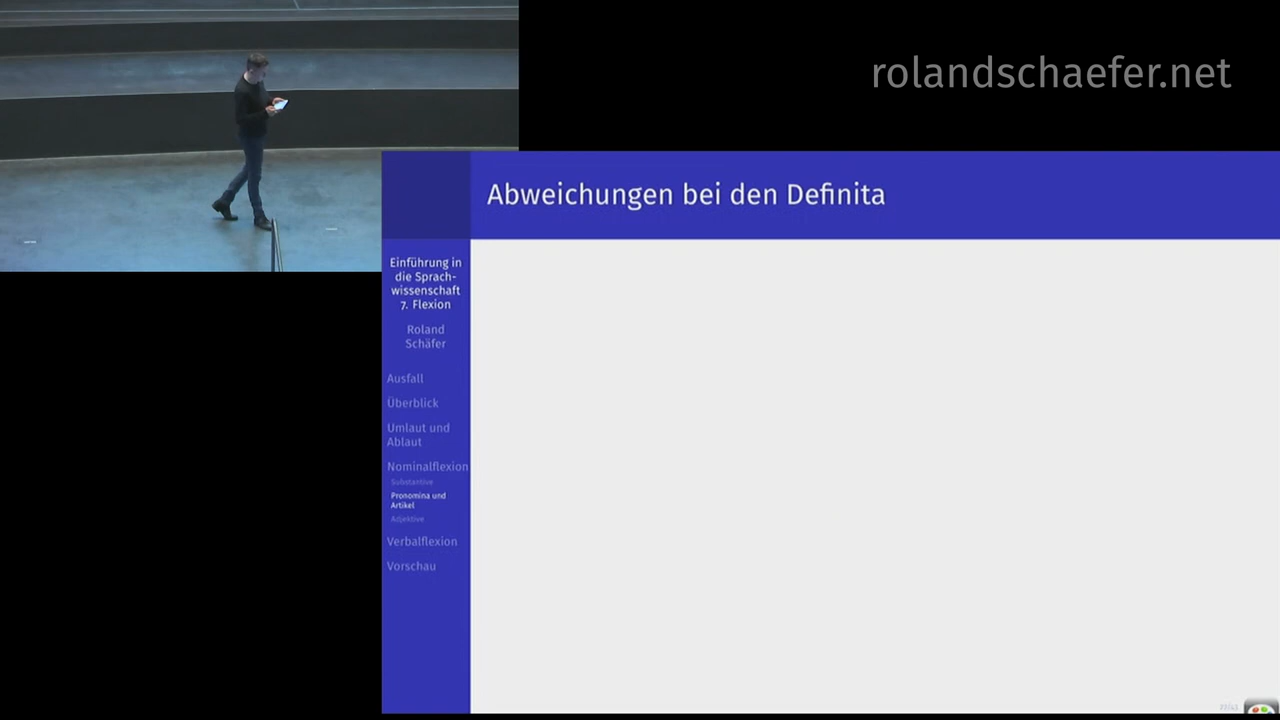 rolandschaefer.net
Abweichungen bei den Definita
Einführung in
die Sprach-
wissenschaft
7. Flexion
Roland
Schäfer
Ausfall
Überblick
Umlaut und
Ablaut
Nominalflexion
Substantive
Pronomina und
Artikel
Adjektive
Verbalflexion
Vorschau